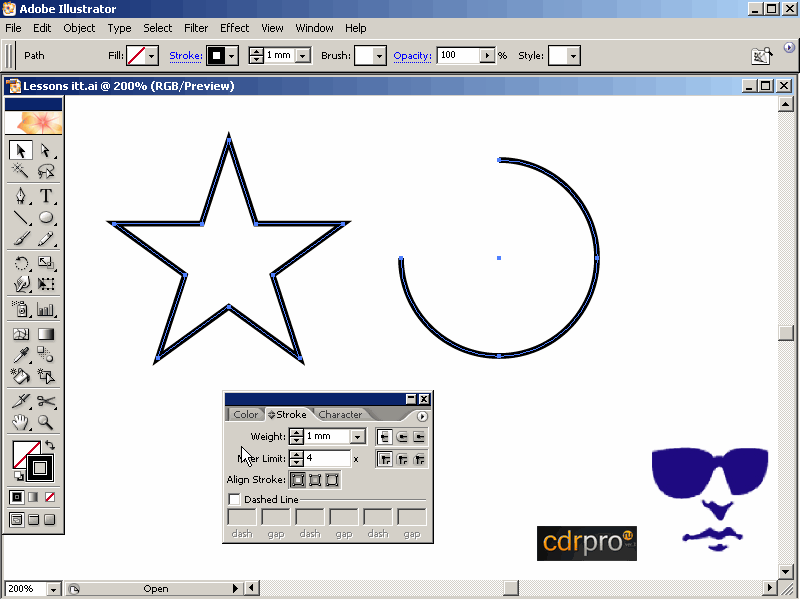 Adobe Illustrator
File Edit Object Type Select Filter Effect View Window Help
Path Fill: Stroke: 1 mm Brush: Opacity: 100 % Style:
Lessons itt.ai @ 200% (RGB/Preview)
Color Stroke Character
Weight: 1 mm
Limit: 4 x
Align Stroke:
Dashed Line
dash gap dash gap dash gap
cdrpro
200% Open